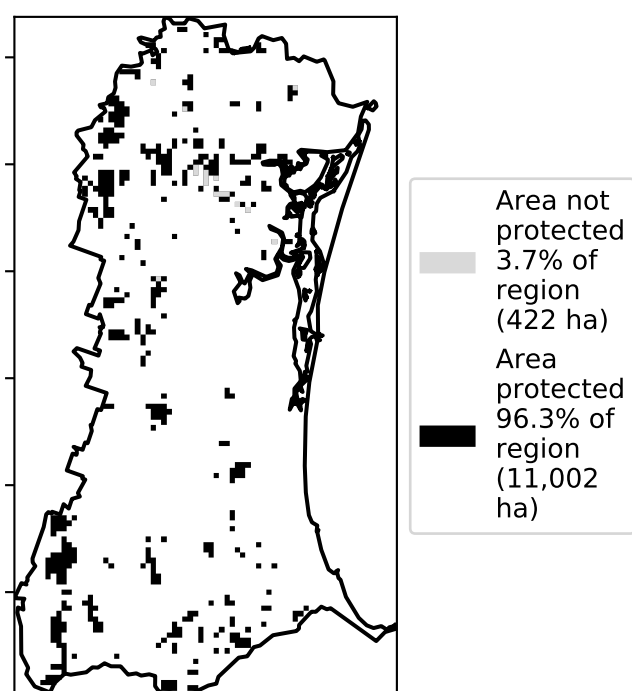 Area not
protected
3.7% of
region
(422 ha)
Area
protected
96.3% of
region
(11,002
ha)